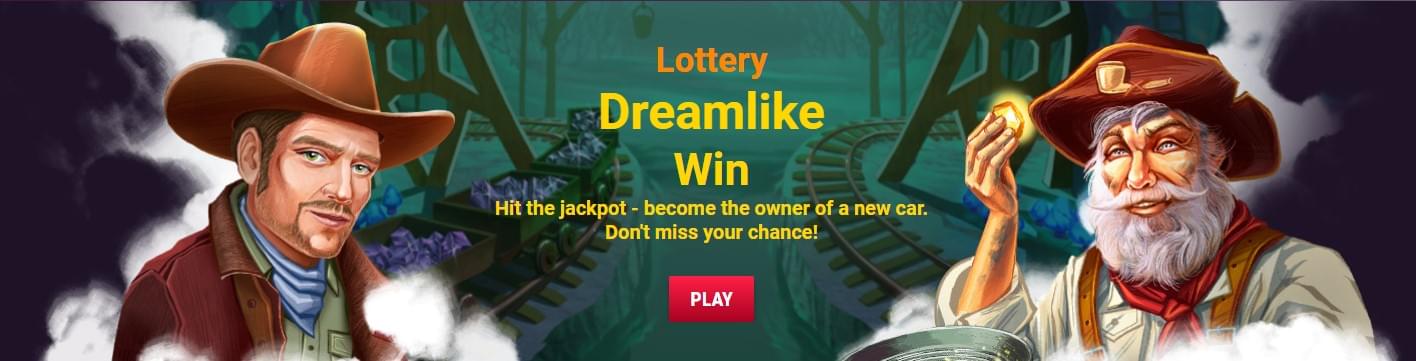 Lottery
Dreamlike
Win
Hit the jackpot - become the owner of a new car.
Don't miss your chance!
PLAY